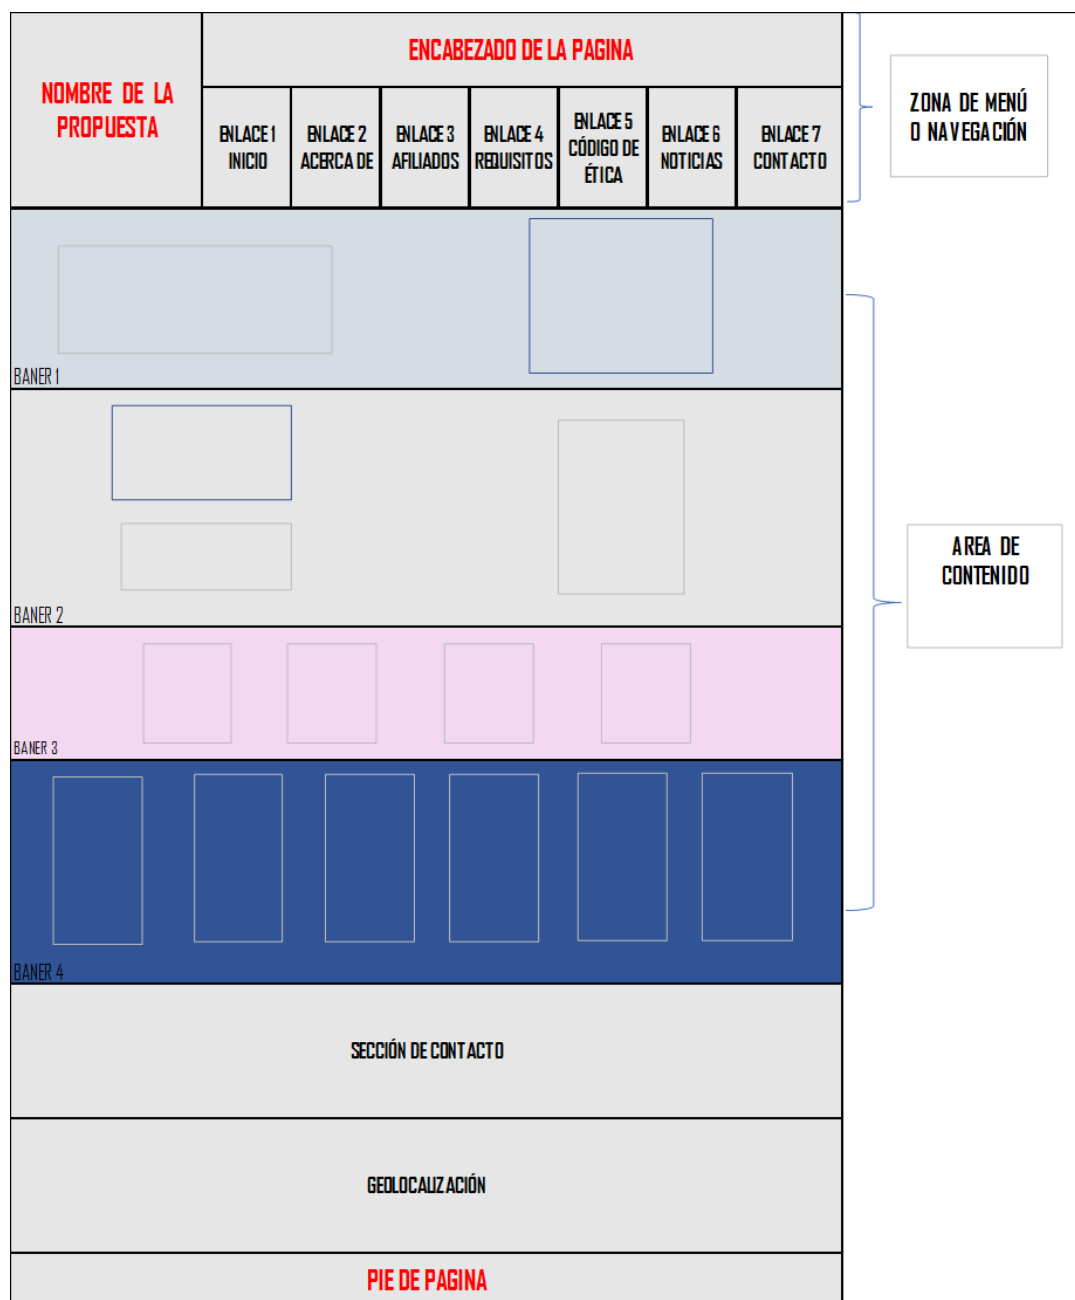 ENCABEZADO DE LA PAGINA
NOMBRE DE LA
PROPUESTA
ENLACE 1
INICIO
ENLACE 2
ACERCA DE
ENLACE 3
AFILIADOS
ENLACE 4
REQUISITOS
ENLACE 5
CÓDIGO DE
ÉTICA
ENLACE 6
NOTICIAS
ENLACE 7
CONTACTO
ZONA DE MENÚ
O NAVEGACIÓN
BANER 1
BANER 2
AREA DE
CONTENIDO
BANER 3
BANER 4
SECCIÓN DE CONTACTO
GEOLOCALIZACIÓN
PIE DE PAGINA